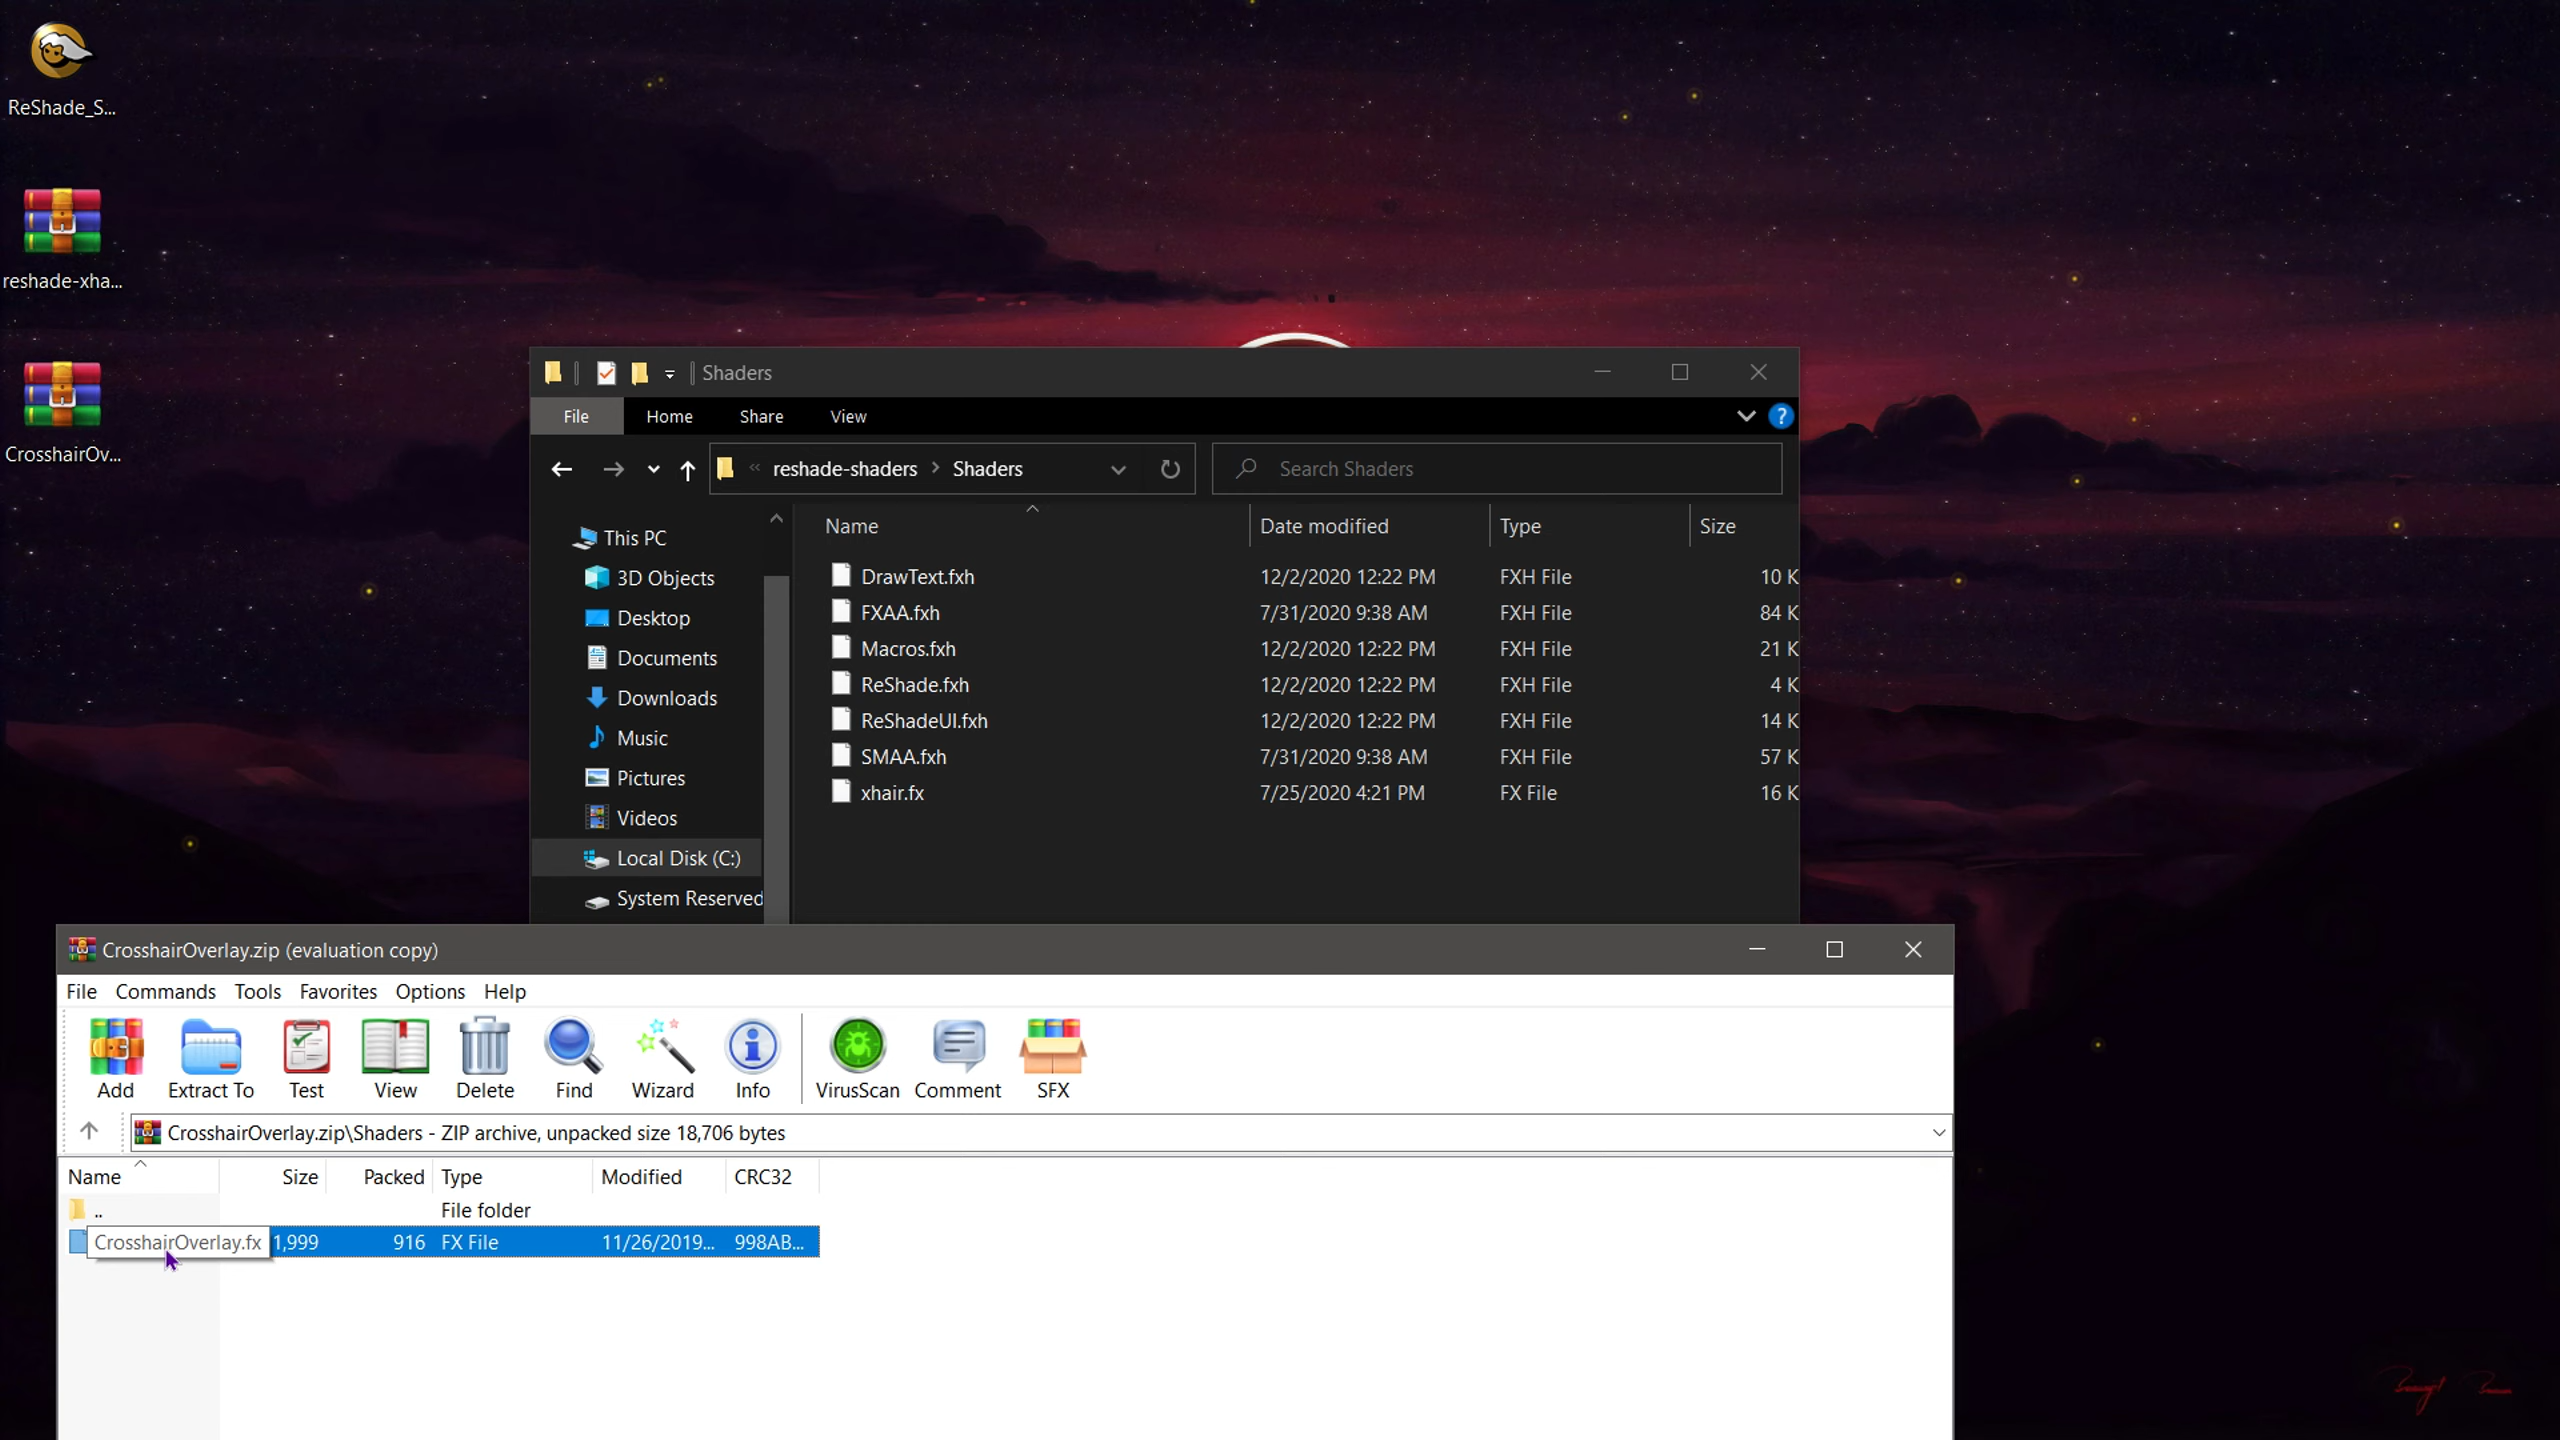 ReShade_S...
reshade-xha...
CrosshairOv...
Shaders
File Home Share View
?
« reshade-shaders > Shaders
Search Shaders
This PC
3D Objects
Desktop
Documents
Downloads
Music
Pictures
Videos
Local Disk (C:)
System Reserved
Name Date modified Type Size
DrawText.fxh 12/2/2020 12:22 PM FXH File 10 K
FXAA.fxh 7/31/2020 9:38 AM FXH File 84 K
Macros.fxh 12/2/2020 12:22 PM FXH File 21 K
ReShade.fxh 12/2/2020 12:22 PM FXH File 4 K
ReShadeUI.fxh 12/2/2020 12:22 PM FXH File 14 K
SMAA.fxh 7/31/2020 9:38 AM FXH File 57 K
xhair.fx 7/25/2020 4:21 PM FX File 16 K
CrosshairOverlay.zip (evaluation copy)
File Commands Tools Favorites Options Help
Add Extract To Test View Delete Find Wizard Info VirusScan Comment SFX
CrosshairOverlay.zip\Shaders - ZIP archive, unpacked size 18,706 bytes
Name Size Packed Type Modified CRC32
.. File folder
CrosshairOverlay.fx 1,999 916 FX File 11/26/2019... 998AB...